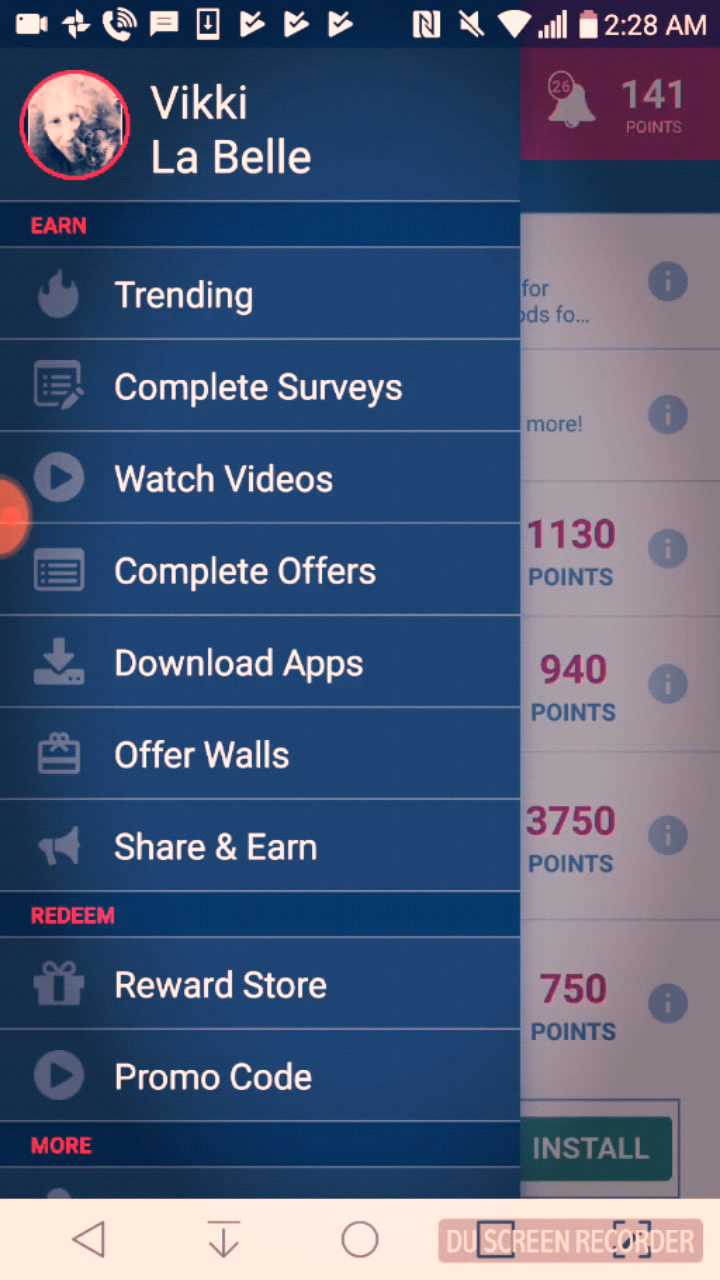 2:28 AM
Vikki
La Belle
26
141
POINTS
EARN
Trending
for
ods fo...
Complete Surveys
more!
Watch Videos
1130
POINTS
Complete Offers
Download Apps
940
POINTS
Offer Walls
Share & Earn
3750
POINTS
REDEEM
Reward Store
750
POINTS
Promo Code
MORE
INSTALL
DU SCREEN RECORDER